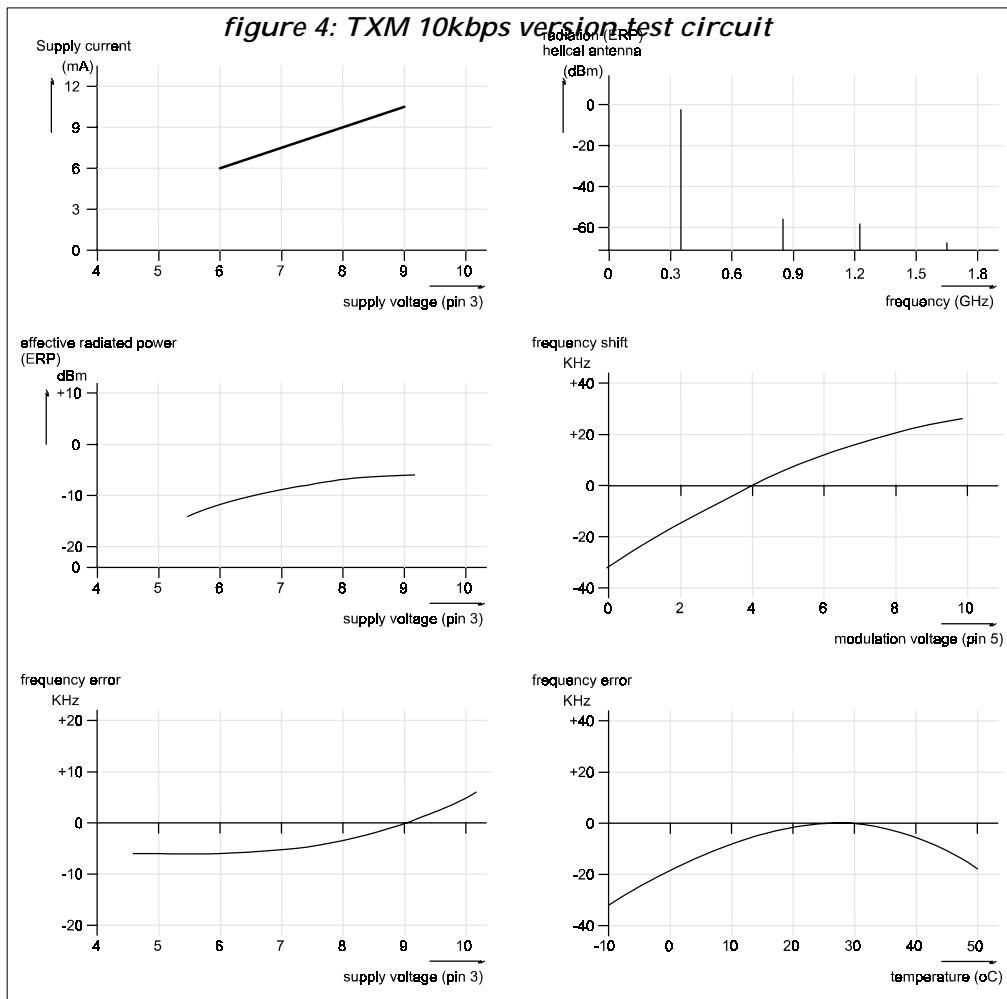 figure 4: TXM 10kbps version test circuit
Supply current
(mA)
12
9
6
3
0
4 5 6 7 8 9 10
supply voltage (pin 3)
radiation (ERP)
helical antenna
(dBm)
0
-20
-40
-60
0 0.3 0.6 0.9 1.2 1.5 1.8
frequency (GHz)
effective radiated power
(ERP)
dBm
+10
0
-10
-20
0
4 5 6 7 8 9 10
supply voltage (pin 3)
frequency shift
KHz
+40
+20
0
-20
-40
0 2 4 6 8 10
modulation voltage (pin 5)
frequency error
KHz
+20
+10
0
-10
-20
4 5 6 7 8 9 10
supply voltage (pin 3)
frequency error
KHz
+40
+20
0
-20
-40
-10 0 10 20 30 40 50
temperature (oC)